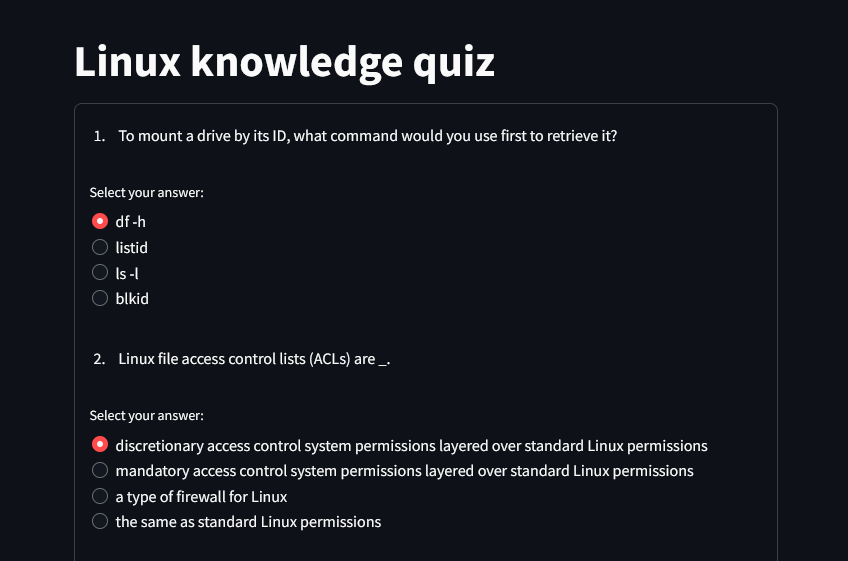 Linux knowledge quiz
1. To mount a drive by its ID, what command would you use first to retrieve it?
Select your answer:
df -h
listid
ls -l
blkid
2. Linux file access control lists (ACLs) are _.
Select your answer:
discretionary access control system permissions layered over standard Linux permissions
mandatory access control system permissions layered over standard Linux permissions
a type of firewall for Linux
the same as standard Linux permissions